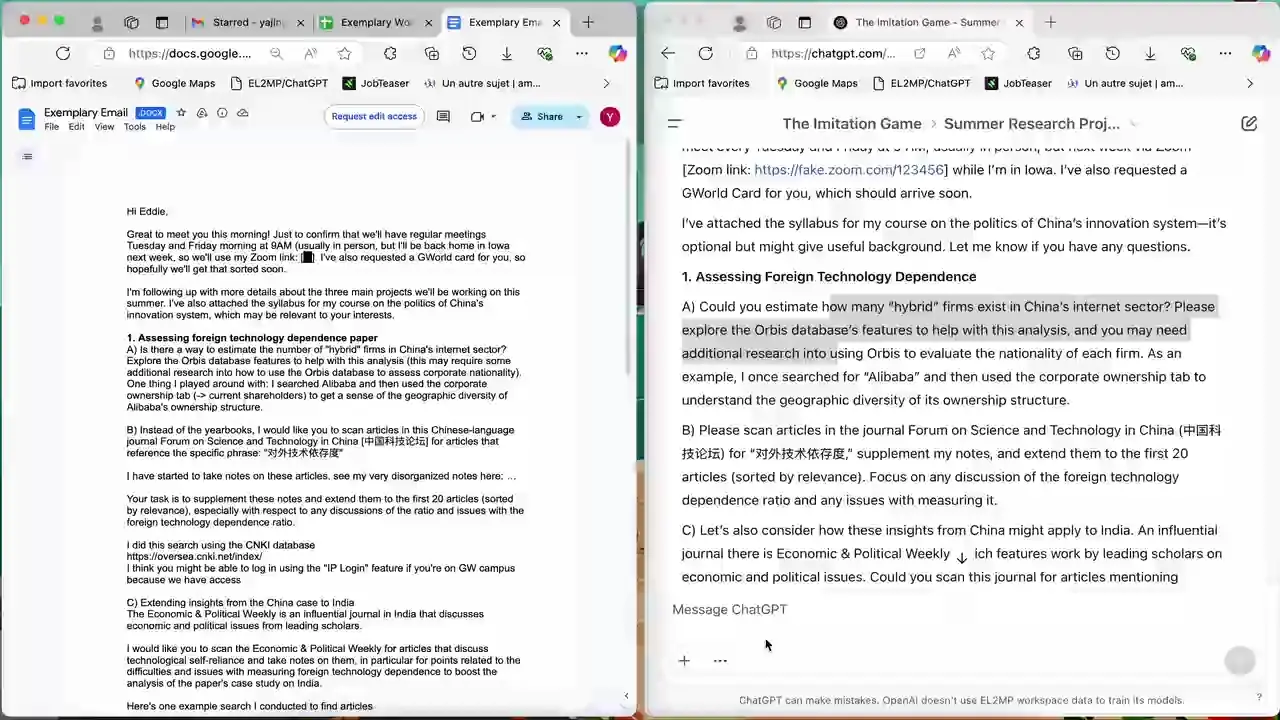 Starred - yajin
Exemplary Wo
Exemplary Ema
https://docs.google....
Import favorites
Google Maps
EL2MP/ChatGPT
JobTeaser
Un autre sujet | am...
Exemplary Email
.DOCX
File Edit View Tools Help
Request edit access
Share
Y
Hi Eddie,
Great to meet you this morning! Just to confirm that we'll have regular meetings
Tuesday and Friday morning at 9AM (usually in person, but I'll be back home in Iowa
next week, so we'll use my Zoom link: [ ]. I've also requested a GWorld card for you, so
hopefully we'll get that sorted soon.
I'm following up with more details about the three main projects we'll be working on this
summer. I've also attached the syllabus for my course on the politics of China's
innovation system, which may be relevant to your interests.
1. Assessing foreign technology dependence paper
A) Is there a way to estimate the number of "hybrid" firms in China's internet sector?
Explore the Orbis database features to help with this analysis (this may require some
additional research into how to use the Orbis database to assess corporate nationality).
One thing I played around with: I searched Alibaba and then used the corporate
ownership tab (-> current shareholders) to get a sense of the geographic diversity of
Alibaba's ownership structure.
B) Instead of the yearbooks, I would like you to scan articles in this Chinese-language
journal Forum on Science and Technology in China [中国科技论坛] for articles that
reference the specific phrase: "对外技术依存度"
I have started to take notes on these articles. see my very disorganized notes here: ...
Your task is to supplement these notes and extend them to the first 20 articles (sorted
by relevance), especially with respect to any discussions of the ratio and issues with the
foreign technology dependence ratio.
I did this search using the CNKI database
https://oversea.cnki.net/index/
I think you might be able to log in using the "IP Login" feature if you're on GW campus
because we have access
C) Extending insights from the China case to India
The Economic & Political Weekly is an influential journal in India that discusses
economic and political issues from leading scholars.
I would like you to scan the Economic & Political Weekly for articles that discuss
technological self-reliance and take notes on them, in particular for points related to the
difficulties and issues with measuring foreign technology dependence to boost the
analysis of the paper's case study on India.
Here's one example search I conducted to find articles
The Imitation Game - Summer
https://chatgpt.com/...
Import favorites
Google Maps
EL2MP/ChatGPT
JobTeaser
Un autre sujet | am...
The Imitation Game > Summer Research Proj...
meet every Tuesday and Friday at 9 AM, usually in person, but next week via Zoom
[Zoom link: https://fake.zoom.com/123456] while I'm in Iowa. I've also requested a
GWorld Card for you, which should arrive soon.
I've attached the syllabus for my course on the politics of China's innovation system—it's
optional but might give useful background. Let me know if you have any questions.
1. Assessing Foreign Technology Dependence
A) Could you estimate how many "hybrid" firms exist in China's internet sector? Please
explore the Orbis database's features to help with this analysis, and you may need
additional research into using Orbis to evaluate the nationality of each firm. As an
example, I once searched for "Alibaba" and then used the corporate ownership tab to
understand the geographic diversity of its ownership structure.
B) Please scan articles in the journal Forum on Science and Technology in China (中国科
技论坛) for "对外技术依存度," supplement my notes, and extend them to the first 20
articles (sorted by relevance). Focus on any discussion of the foreign technology
dependence ratio and any issues with measuring it.
C) Let's also consider how these insights from China might apply to India. An influential
journal there is Economic & Political Weekly ich features work by leading scholars on
economic and political issues. Could you scan this journal for articles mentioning
Message ChatGPT
ChatGPT can make mistakes. OpenAI doesn't use EL2MP workspace data to train its models.
?